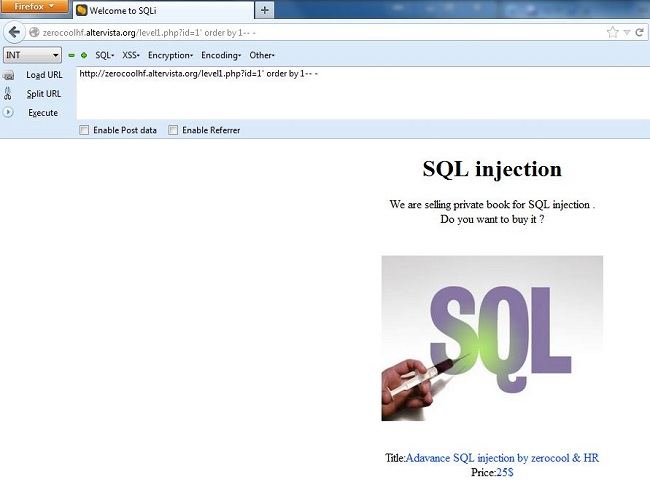 Firefox
Welcome to SQLi
zerocoolhf.altervista.org/level1.php?id=1' order by 1-- -
INT
SQL- XSS- Encryption- Encoding- Other-
Load URL
http://zerocoolhf.altervista.org/level1.php?id=1' order by 1-- -
Split URL
Execute
Enable Post data Enable Referrer
SQL injection
We are selling private book for SQL injection .
Do you want to buy it ?
SQL
Title:Adavance SQL injection by zerocool & HR
Price:25$